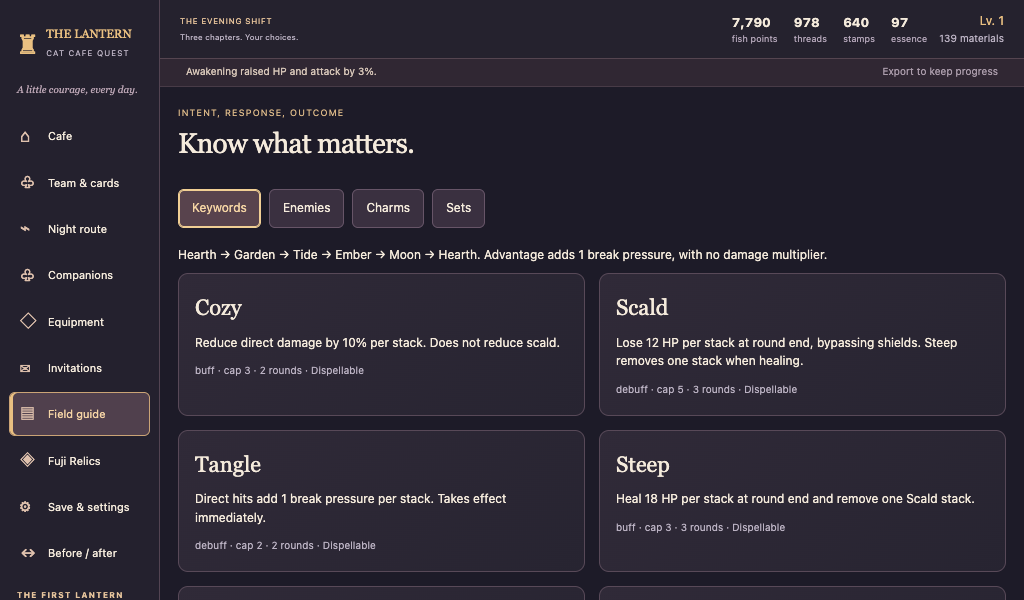 THE LANTERN
CAT CAFE QUEST
A little courage, every day.
Cafe
Team & cards
Night route
Companions
Equipment
Invitations
Field guide
Fuji Relics
Save & settings
Before / after
THE FIRST LANTERN
THE EVENING SHIFT
Three chapters. Your choices.
7,790
fish points
978
threads
640
stamps
97
essence
Lv. 1
139 materials
Awakening raised HP and attack by 3%.
Export to keep progress
INTENT, RESPONSE, OUTCOME
Know what matters.
Keywords
Enemies
Charms
Sets
Hearth → Garden → Tide → Ember → Moon → Hearth. Advantage adds 1 break pressure, with no damage multiplier.
Cozy
Reduce direct damage by 10% per stack. Does not reduce scald.
buff · cap 3 · 2 rounds · Dispellable
Scald
Lose 12 HP per stack at round end, bypassing shields. Steep
removes one stack when healing.
debuff · cap 5 · 3 rounds · Dispellable
Tangle
Direct hits add 1 break pressure per stack. Takes effect
immediately.
debuff · cap 2 · 2 rounds · Dispellable
Steep
Heal 18 HP per stack at round end and remove one Scald stack.
buff · cap 3 · 3 rounds · Dispellable